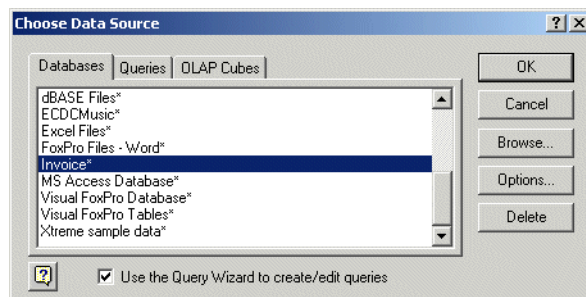 Choose Data Source
Databases Queries OLAP Cubes
dBASE Files*
ECDCMusic*
Excel Files*
FoxPro Files - Word*
Invoice*
MS Access Database*
Visual FoxPro Database*
Visual FoxPro Tables*
Xtreme sample data*
OK
Cancel
Browse...
Options...
Delete
Use the Query Wizard to create/edit queries